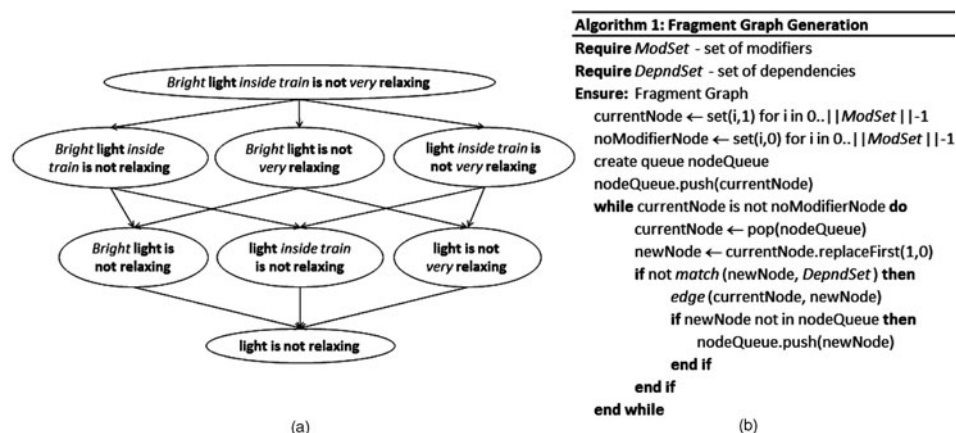 Bright light inside train is not very relaxing
Bright light inside
train is not relaxing
Bright light is not
very relaxing
light inside train is
not very relaxing
Bright light is
not relaxing
light inside train
is not relaxing
light is not
very relaxing
light is not relaxing
(a)
Algorithm 1: Fragment Graph Generation
Require ModSet - set of modifiers
Require DepndSet - set of dependencies
Ensure: Fragment Graph
currentNode ← set(i,1) for i in 0..||ModSet||-1
noModifierNode ← set(i,0) for i in 0..||ModSet||-1
create queue nodeQueue
nodeQueue.push(currentNode)
while currentNode is not noModifierNode do
currentNode ← pop(nodeQueue)
newNode ← currentNode.replaceFirst(1,0)
if not match (newNode, DepndSet) then
edge (currentNode, newNode)
if newNode not in nodeQueue then
nodeQueue.push(newNode)
end if
end if
end while
(b)